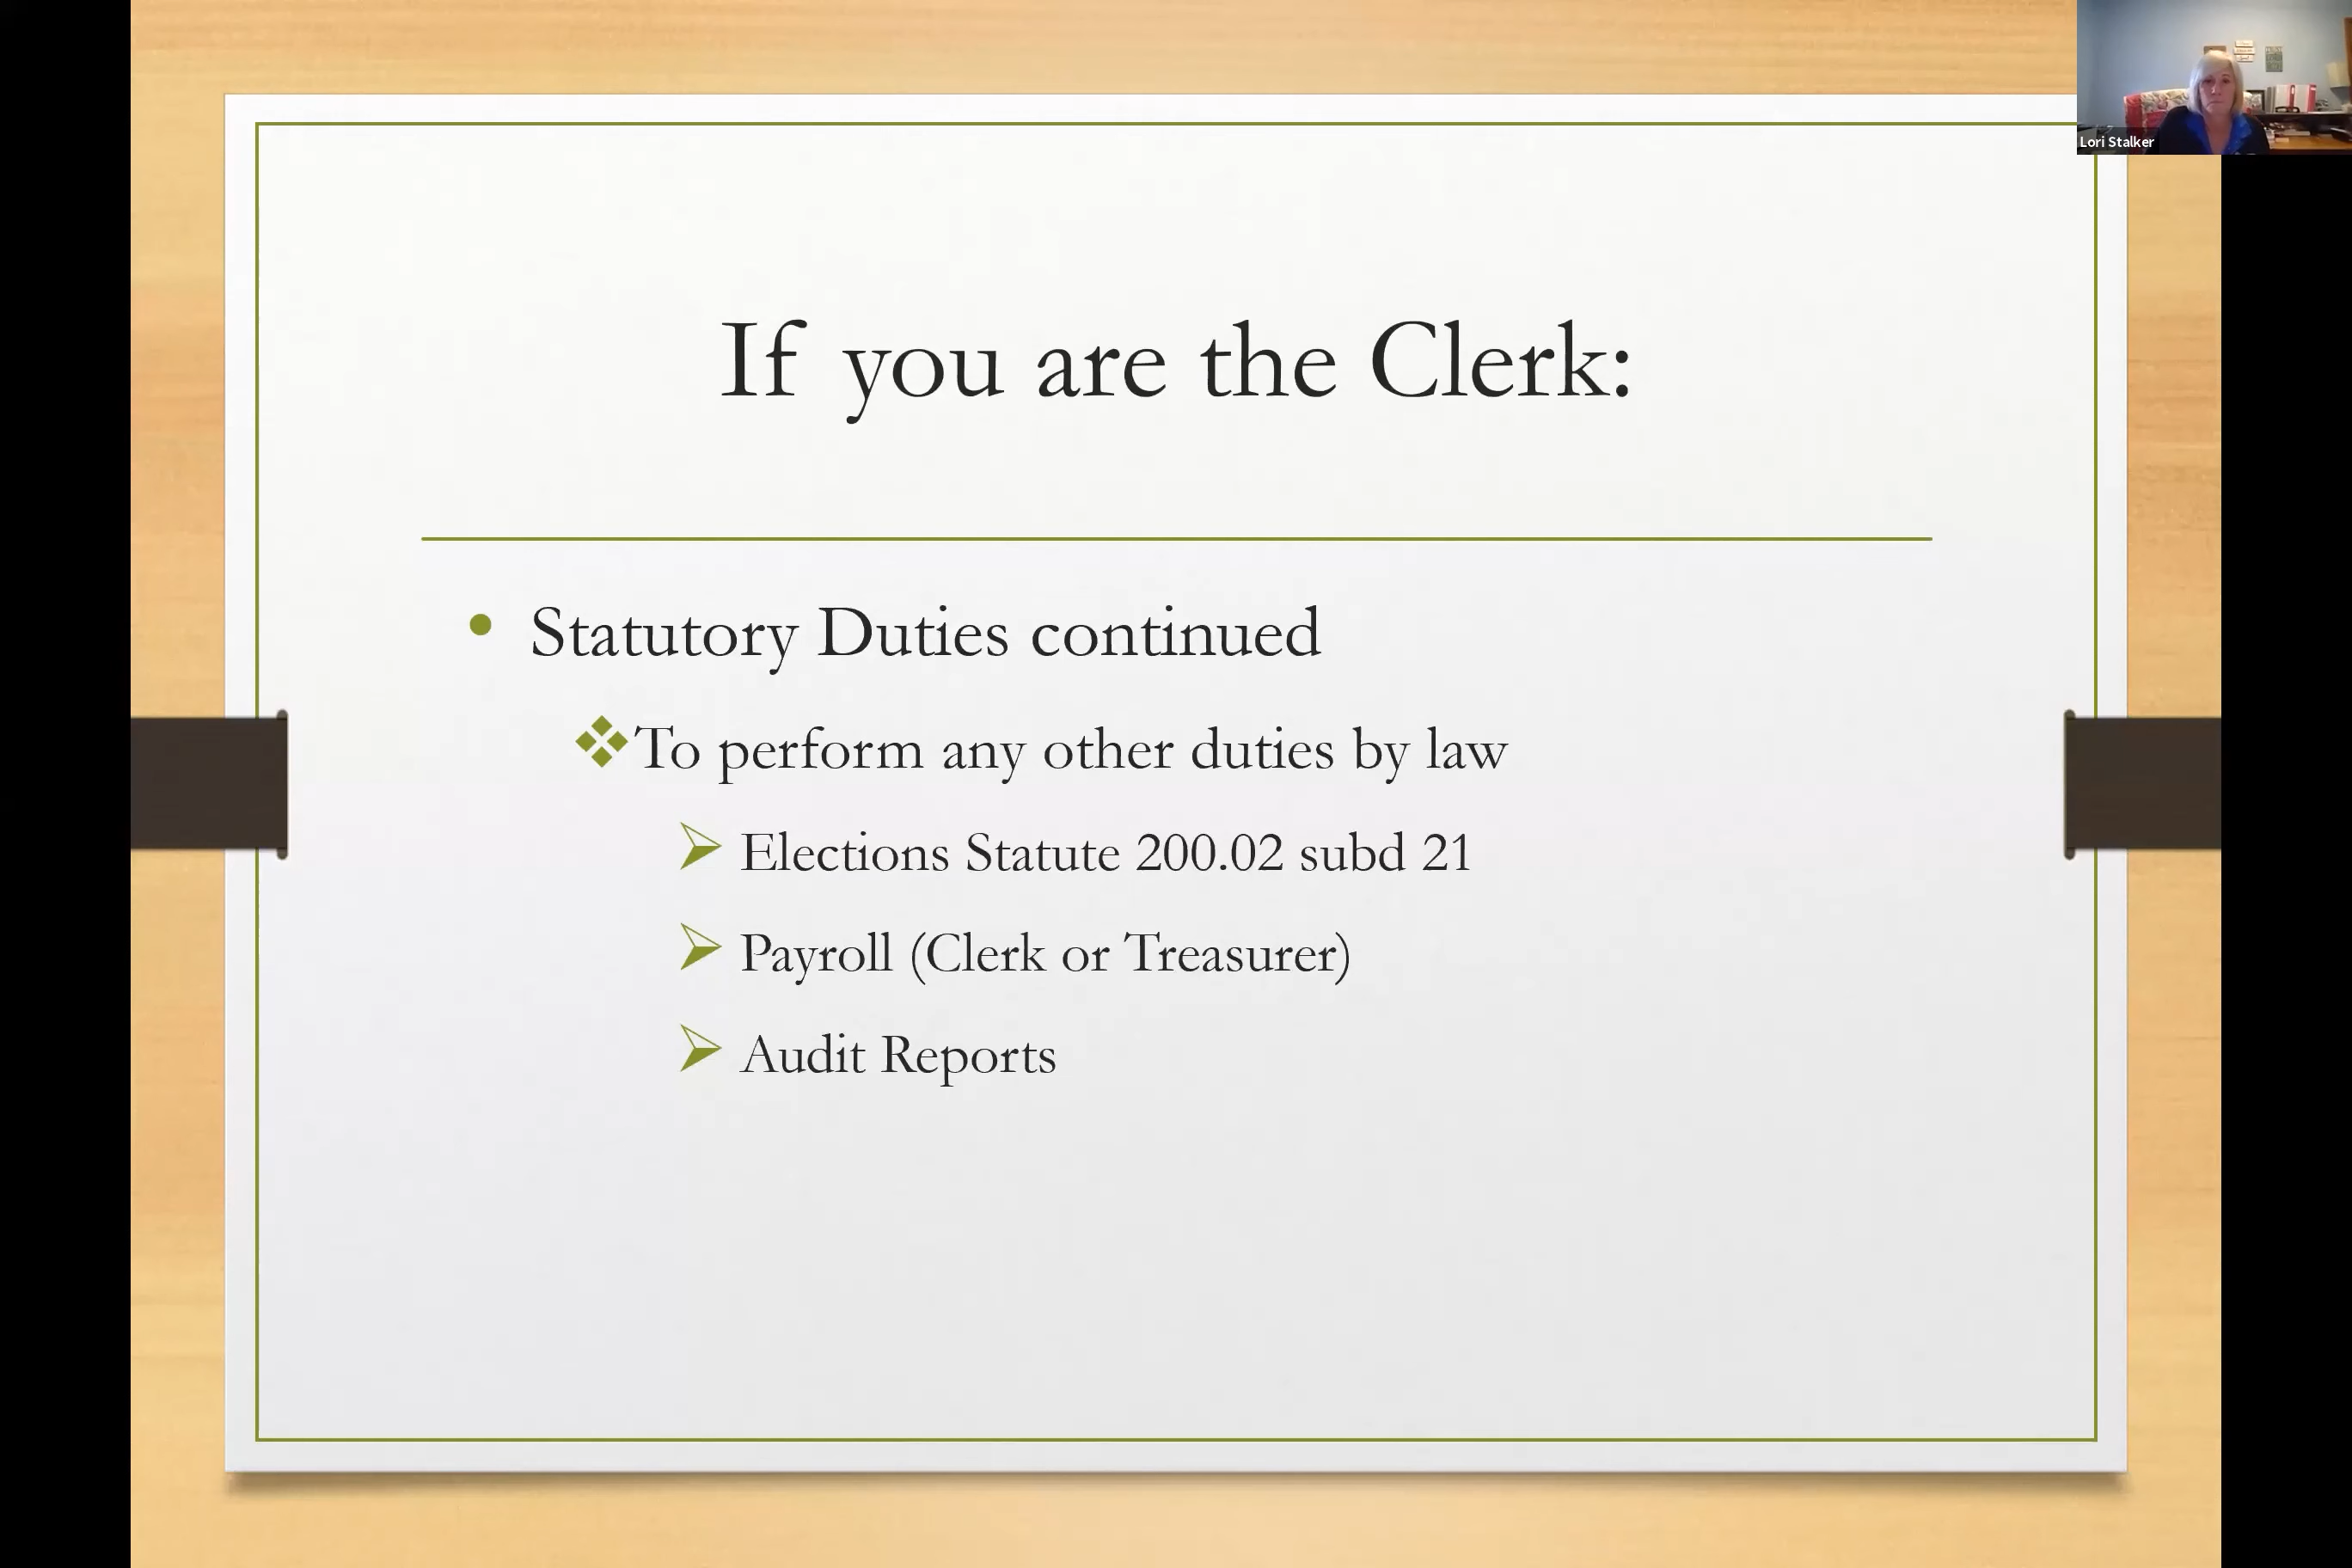 Lori Stalker
If you are the Clerk:
Statutory Duties continued
To perform any other duties by law
Elections Statute 200.02 subd 21
Payroll (Clerk or Treasurer)
Audit Reports